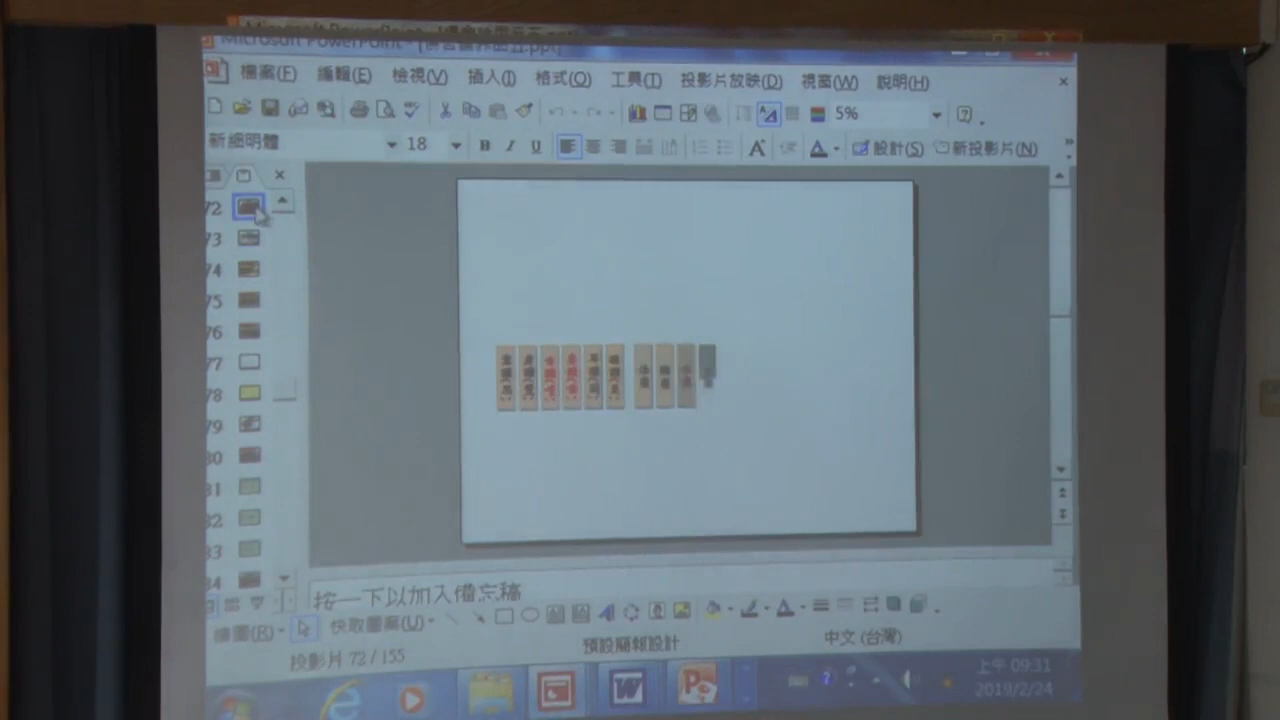 Microsoft PowerPoint
檔案(F) 編輯(E) 檢視(V) 插入(I) 格式(O) 工具(T) 投影片放映(D) 視窗(W) 說明(H)
5%
新細明體 18 B I U A A 設計(S) 新投影片(N)
72
73
74
75
76
77
78
79
80
81
82
83
84
按一下以加入備忘稿
繪圖(R) 快取圖案(U)
投影片 72 / 155 預設簡報設計 中文 (台灣)
上午 09:31
2019/2/24